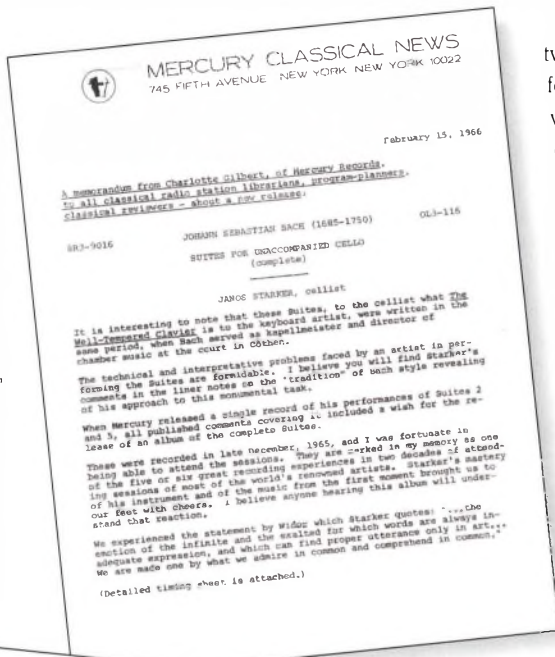 MERCURY CLASSICAL NEWS
745 FIFTH AVENUE NEW YORK NEW YORK 10022
February 15, 1966
A memorandum from Charlotte Gilbert, of Mercury Records,
to all classical radio station librarians, program-planners,
classical reviewers - about a new release.
JOHANN SEBASTIAN BACH (1685-1750)
SR3-9016
OL3-116
SUITES FOR UNACCOMPANIED CELLO
(complete)
JANOS STARKER, cellist
It is interesting to note that these Suites, to the cellist what The
Well-Tempered Clavier is to the keyboard artist, were written in the
same period, when Bach served as kapellmeister and director of
chamber music at the court in Cöthen.
The technical and interpretative problems faced by an artist in per-
forming the Suites are formidable. I believe you will find Starker's
comments in the liner notes on the "tradition" of Bach style revealing
of his approach to this monumental task.
When Mercury released a single record of his performances of Suites 2
and 5, all published comments covering it included a wish for the re-
lease of an album of the complete Suites.
These were recorded in late December, 1965, and I was fortunate in
being able to attend the sessions. They are marked in my memory as one
of the five or six great recording experiences in two decades of attend-
ing sessions of most of the world's renowned artists. Starker's mastery
of his instrument and of the music from the first moment brought us to
our feet with cheers. I believe anyone hearing this album will under-
stand that reaction.
We experienced the statement by Widor which Starker quotes: "...the
emotion of the infinite and the exalted for which words are always in-
adequate expression, and which can find proper utterance only in art...
We are made one by what we admire in common and comprehend in common."
(Detailed timing sheet is attached.)